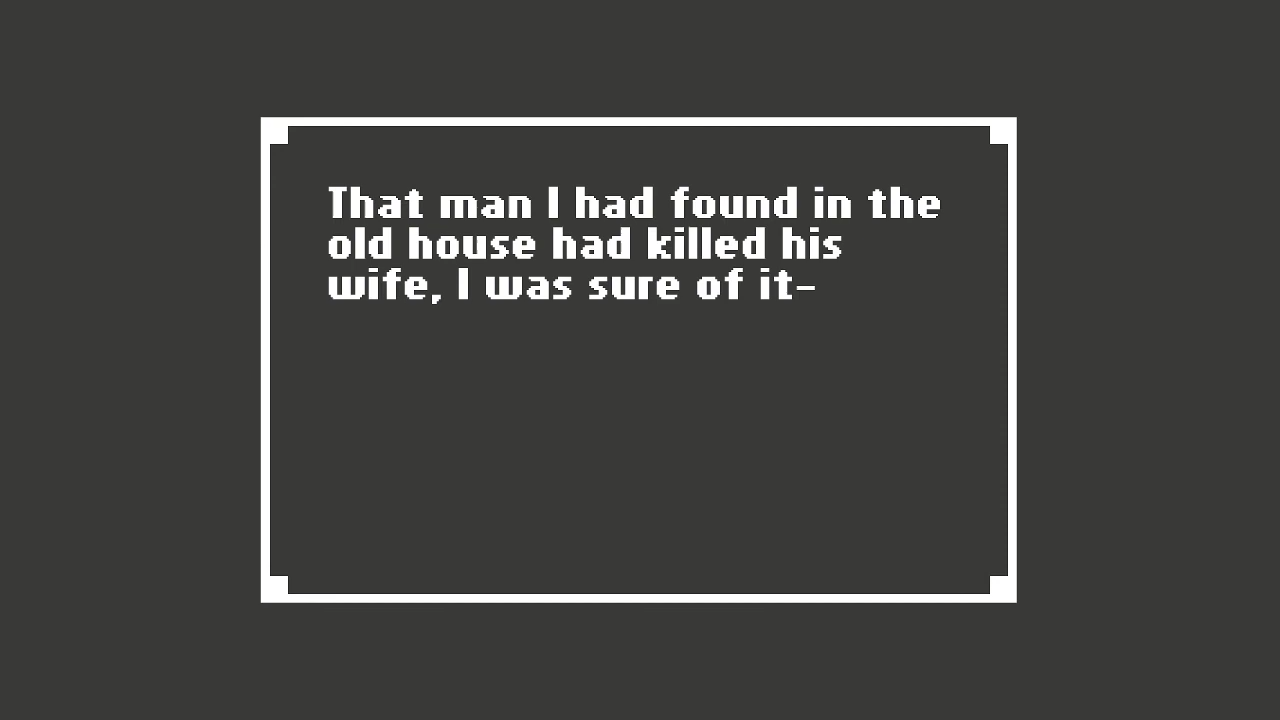 That man I had found in the
old house had killed his
wife, I was sure of it-